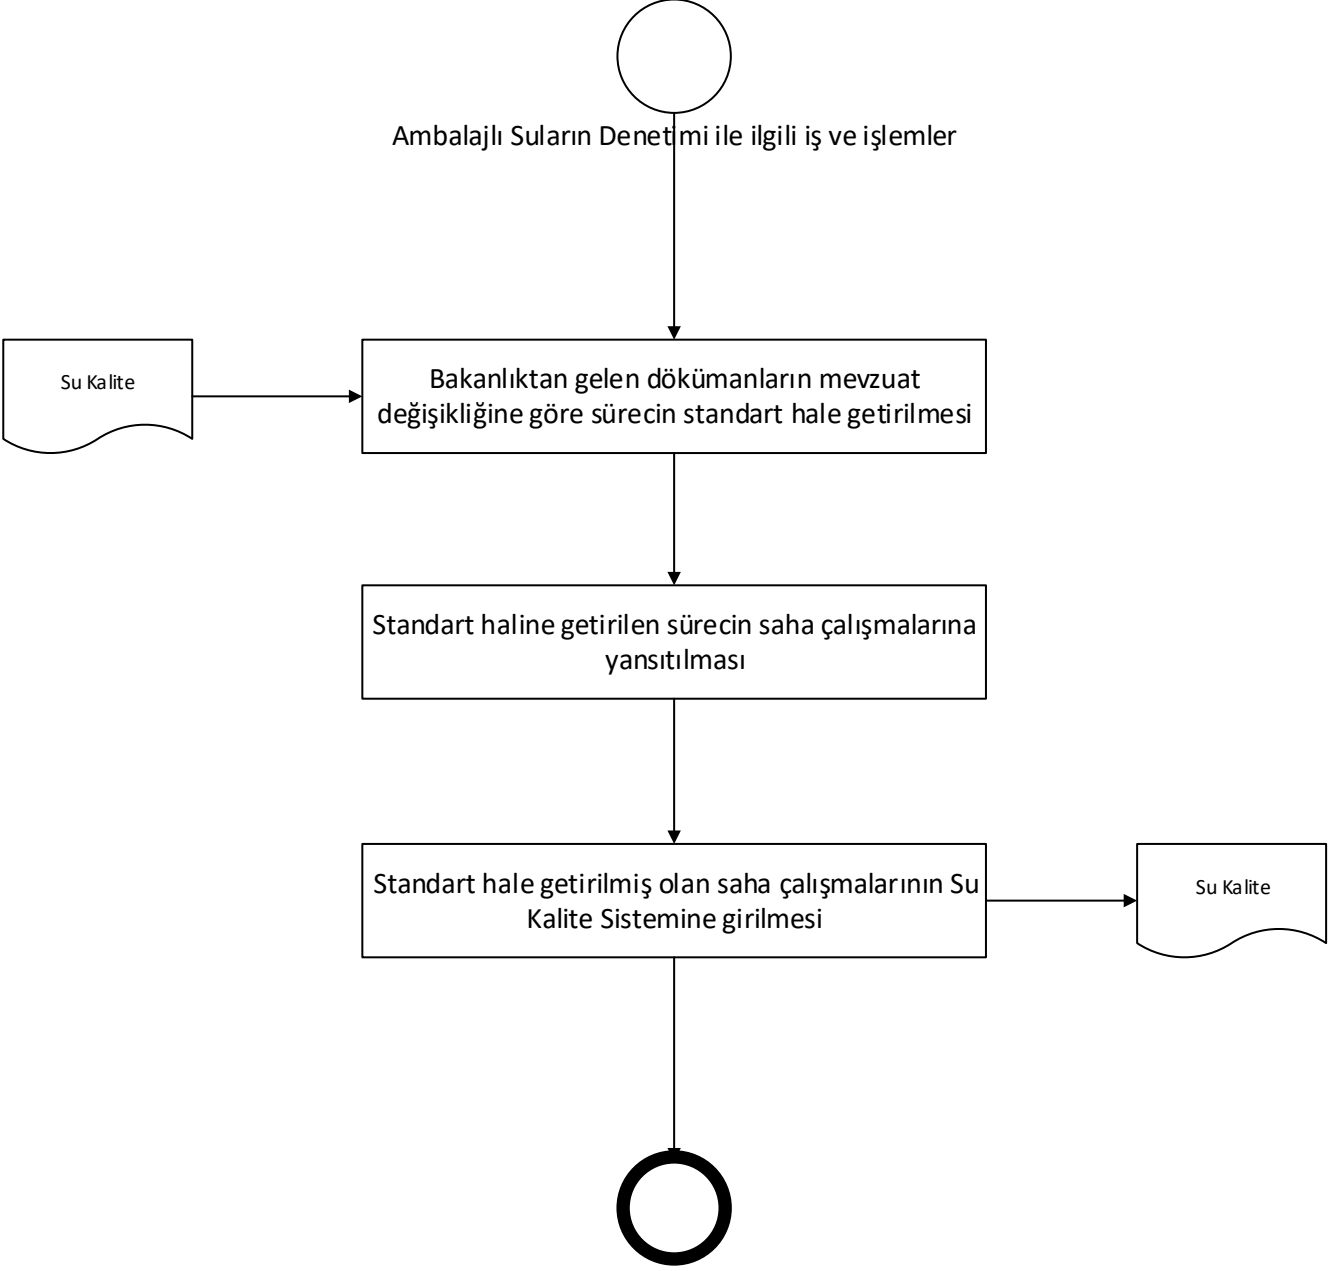 Ambalajlı Suların Denetimi ile ilgili iş ve işlemler
Su Kalite
Bakanlıktan gelen dökümanların mevzuat
değişikliğine göre sürecin standart hale getirilmesi
Standart haline getirilen sürecin saha çalışmalarına
yansıtılması
Standart hale getirilmiş olan saha çalışmalarının Su
Kalite Sistemine girilmesi
Su Kalite